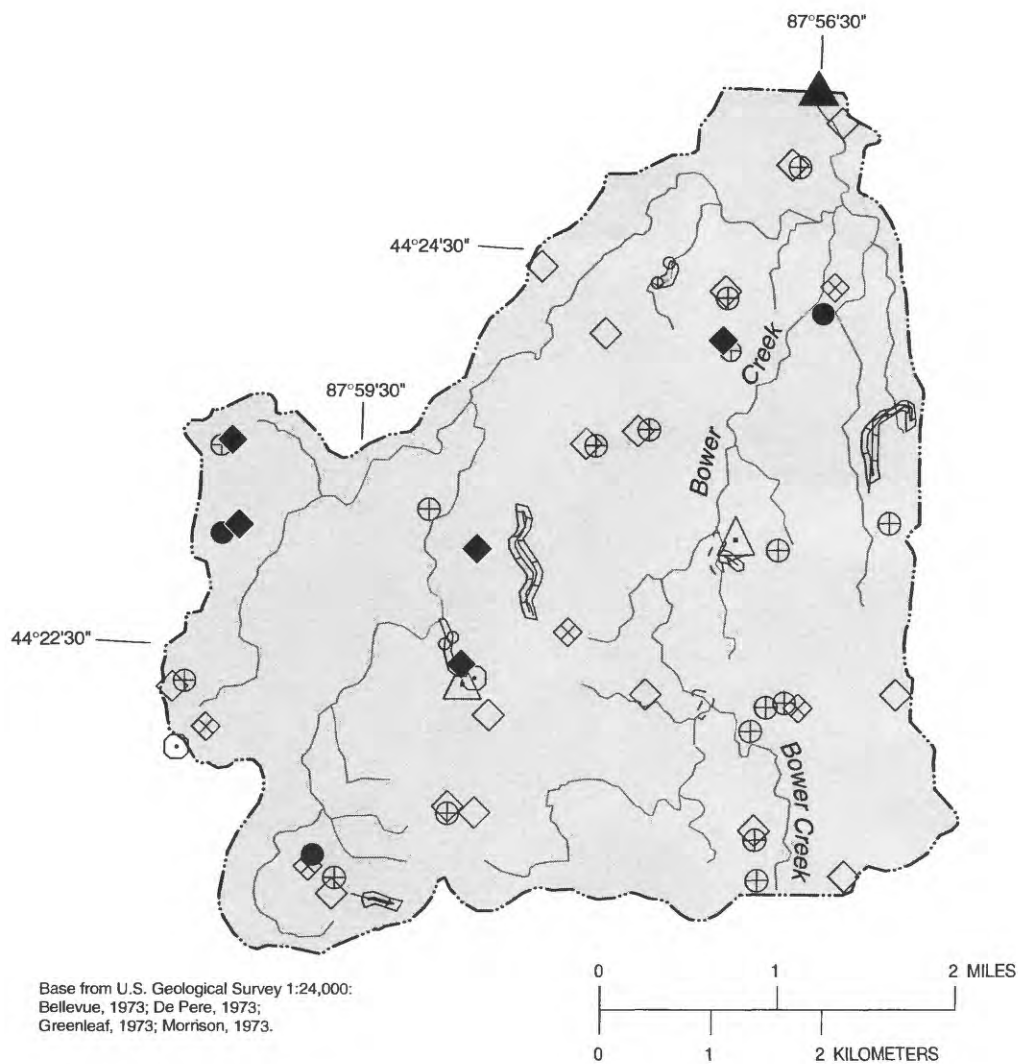 87°56'30"
44°24'30"
Creek
87°59'30"
Bower
44°22'30"
Bower Creek
Base from U.S. Geological Survey 1:24,000:
Bellevue, 1973; De Pere, 1973;
Greenleaf, 1973; Morrison, 1973.
0 1 2 MILES
0 1 2 KILOMETERS